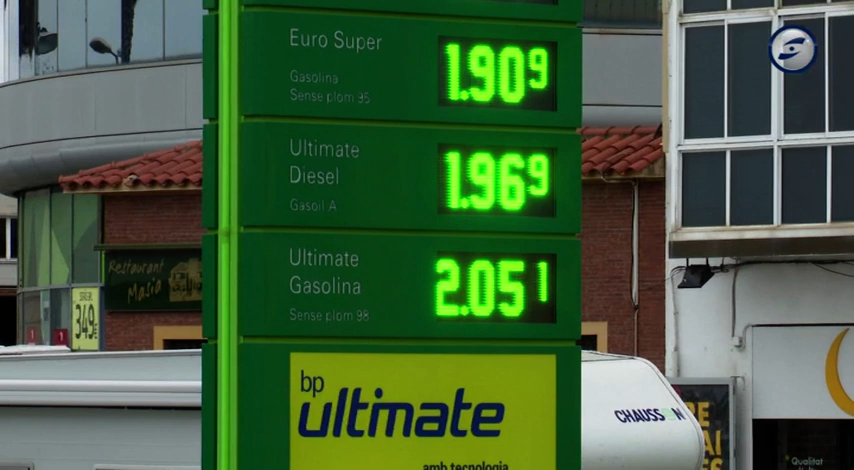 Euro Super
Gasolina
Sense plom 95
1.909
Ultimate
Diesel
Gasoil A
1.969
Ultimate
Gasolina
Sense plom 98
2.051
bp
ultimate
amb tecnologia
Restaurant
Masia
349
CHAUSSON
Qualitat